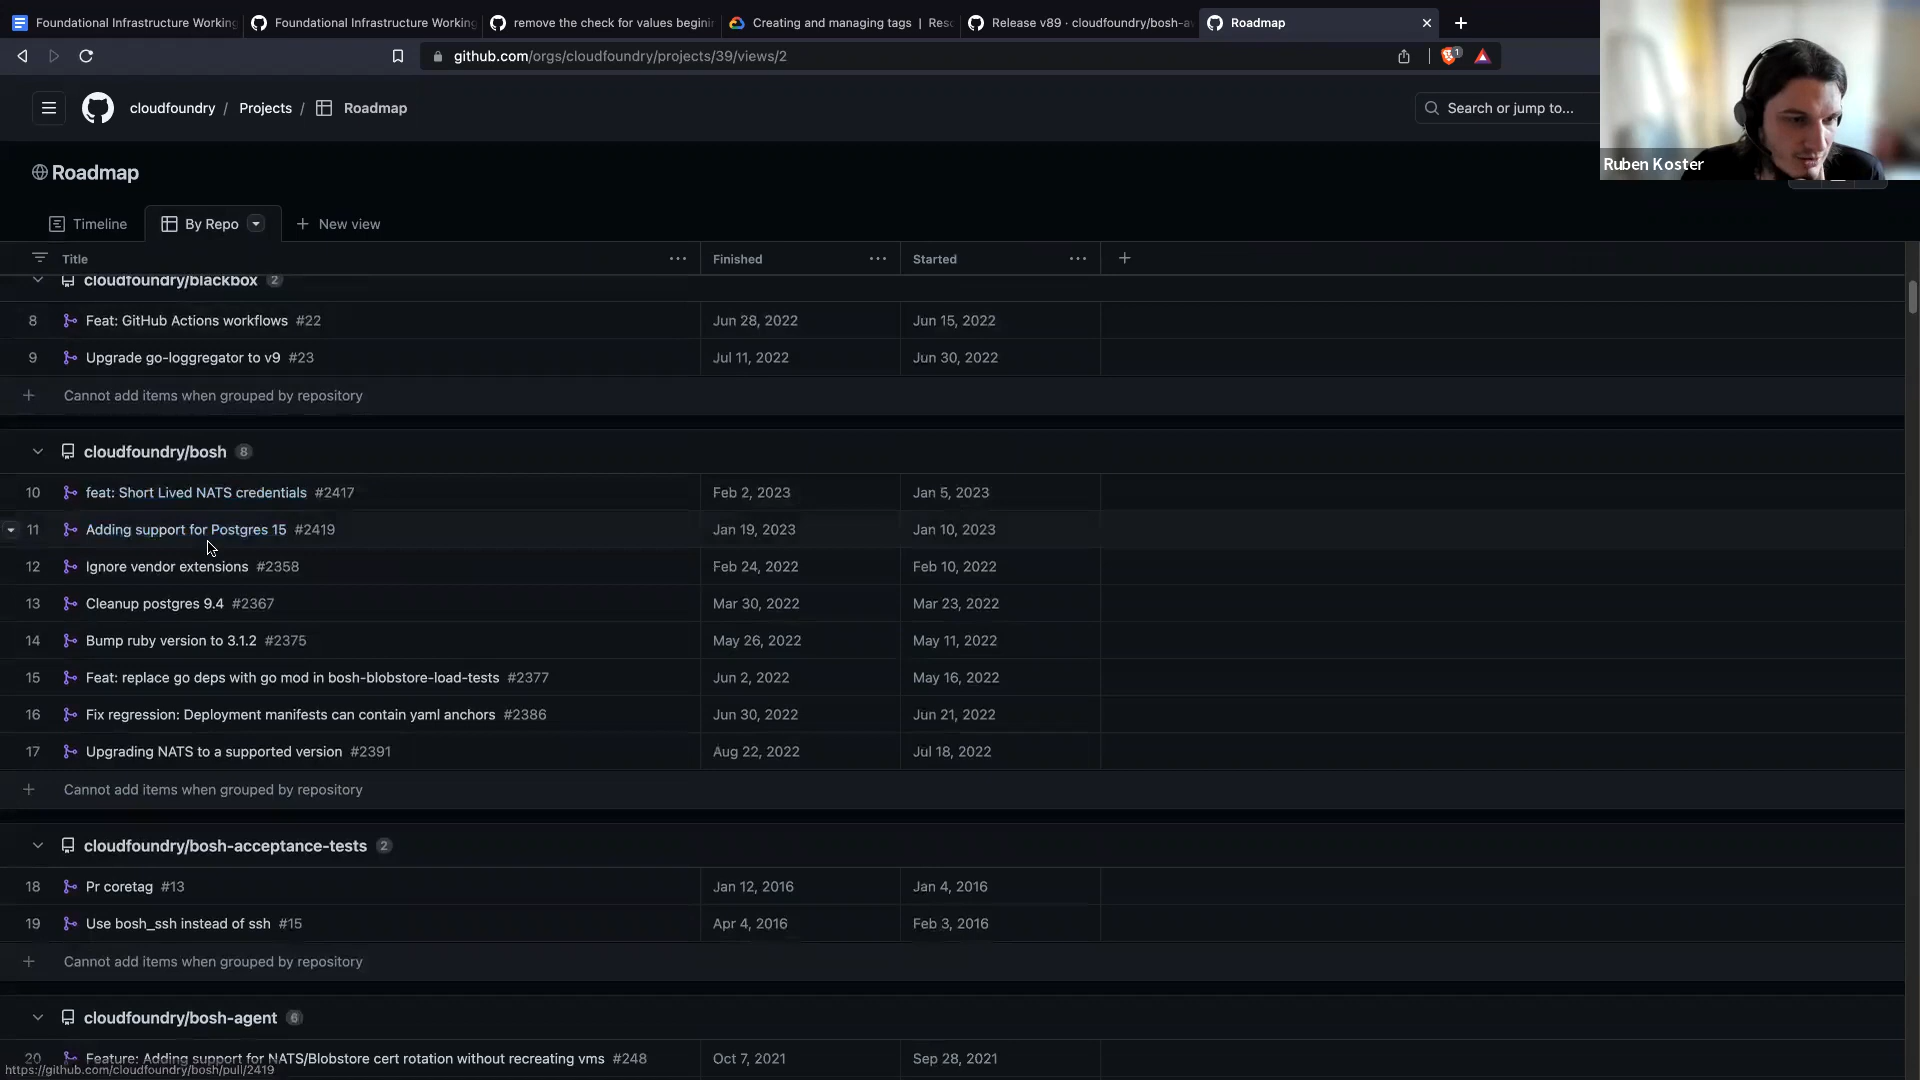 Foundational Infrastructure Working
Foundational Infrastructure Working
remove the check for values begini
Creating and managing tags | Res
Release v89 · cloudfoundry/bosh-a
Roadmap
github.com/orgs/cloudfoundry/projects/39/views/2
1
cloudfoundry / Projects / Roadmap
Search or jump to...
Ruben Koster
Roadmap
Timeline
By Repo
New view
Title
Finished
Started
cloudfoundry/blackbox 2
8 Feat: GitHub Actions workflows #22 Jun 28, 2022 Jun 15, 2022
9 Upgrade go-loggregator to v9 #23 Jul 11, 2022 Jun 30, 2022
Cannot add items when grouped by repository
cloudfoundry/bosh 8
10 feat: Short Lived NATS credentials #2417 Feb 2, 2023 Jan 5, 2023
11 Adding support for Postgres 15 #2419 Jan 19, 2023 Jan 10, 2023
12 Ignore vendor extensions #2358 Feb 24, 2022 Feb 10, 2022
13 Cleanup postgres 9.4 #2367 Mar 30, 2022 Mar 23, 2022
14 Bump ruby version to 3.1.2 #2375 May 26, 2022 May 11, 2022
15 Feat: replace go deps with go mod in bosh-blobstore-load-tests #2377 Jun 2, 2022 May 16, 2022
16 Fix regression: Deployment manifests can contain yaml anchors #2386 Jun 30, 2022 Jun 21, 2022
17 Upgrading NATS to a supported version #2391 Aug 22, 2022 Jul 18, 2022
Cannot add items when grouped by repository
cloudfoundry/bosh-acceptance-tests 2
18 Pr coretag #13 Jan 12, 2016 Jan 4, 2016
19 Use bosh_ssh instead of ssh #15 Apr 4, 2016 Feb 3, 2016
Cannot add items when grouped by repository
cloudfoundry/bosh-agent 6
20 Feature: Adding support for NATS/Blobstore cert rotation without recreating vms #248 Oct 7, 2021 Sep 28, 2021
https://github.com/cloudfoundry/bosh/pull/2419